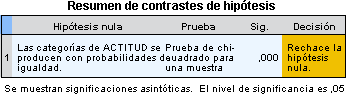 Resumen de contrastes de hipótesis
Hipótesis nula Prueba Sig. Decisión
1 Las categorías de ACTITUD se producen con probabilidades de igualdad. Prueba de chi-cuadrado para una muestra ,000 Rechace la hipótesis nula.
Se muestran significaciones asintóticas. El nivel de significancia es ,05